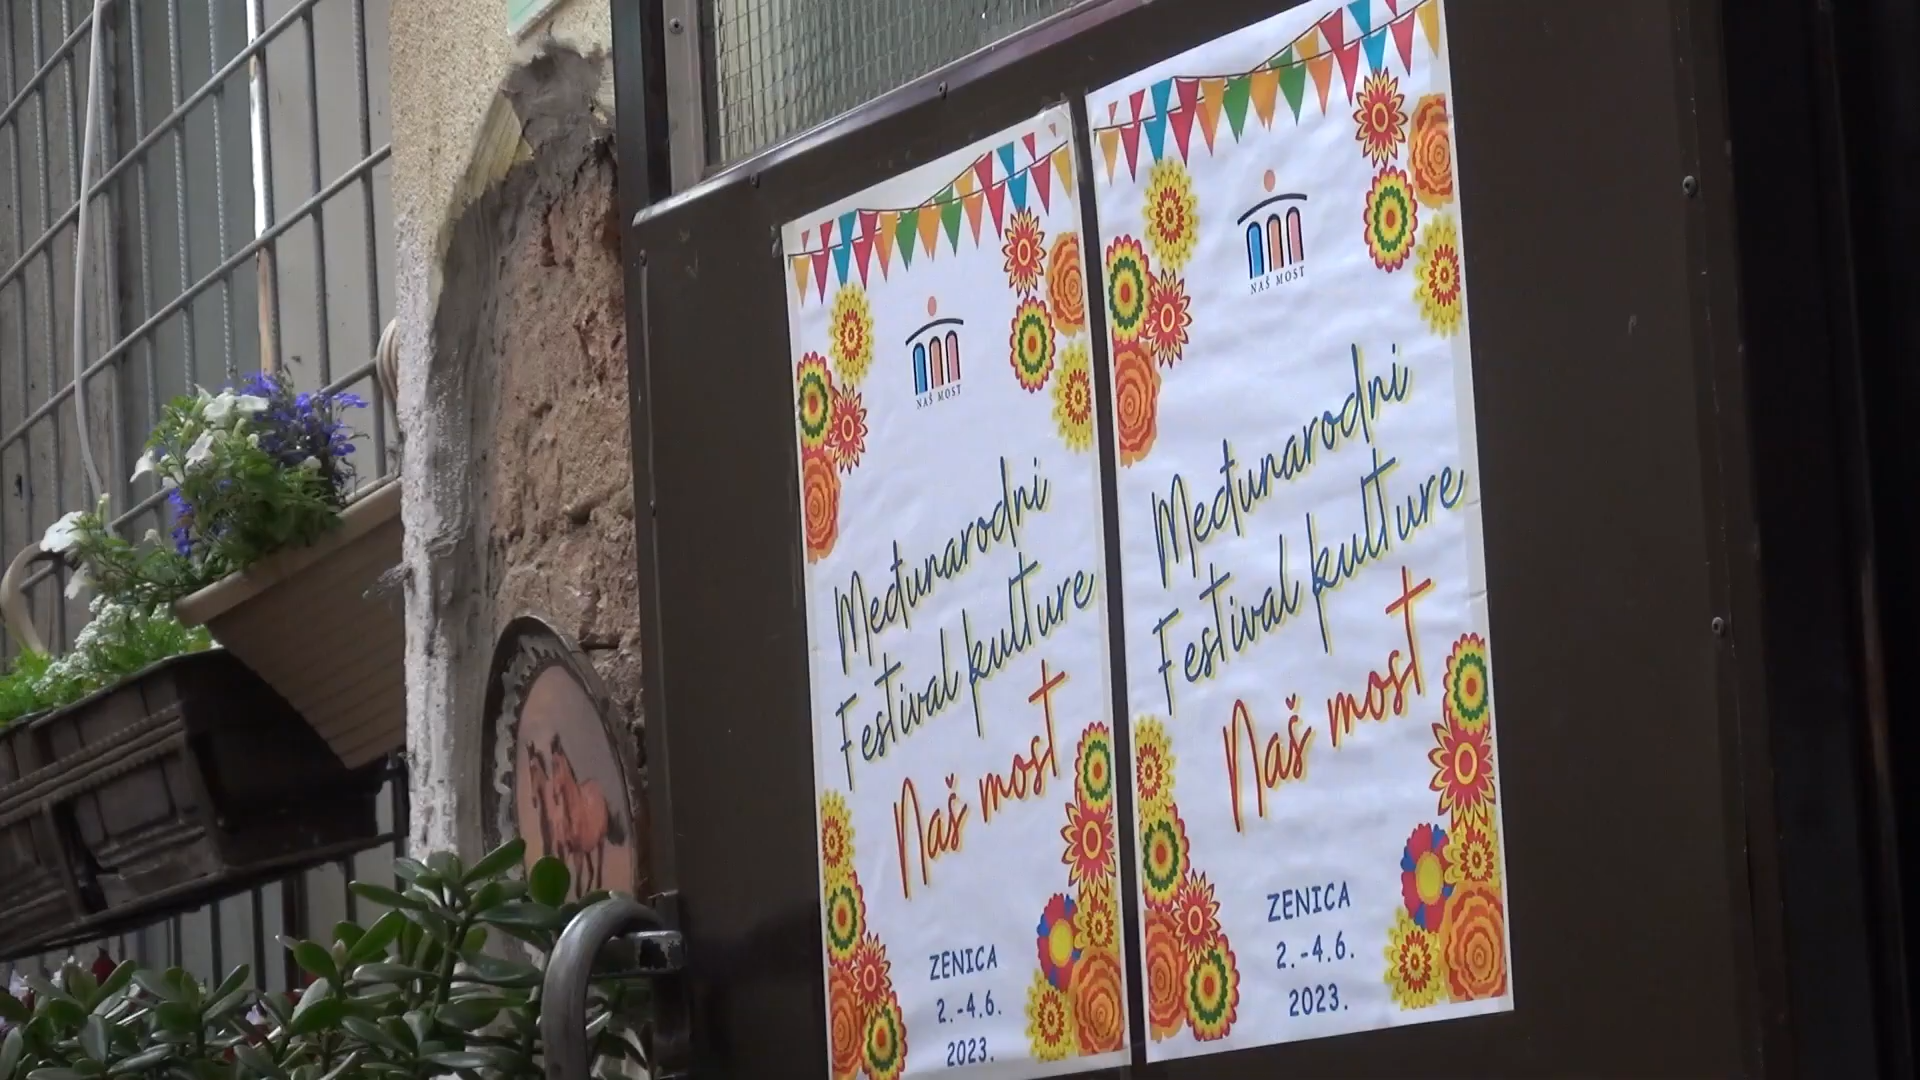 NAŠ MOST
Međunarodni
Festival kulture
Naš most
ZENICA
2.-4.6.
2023.
NAŠ MOST
Međunarodni
Festival kulture
Naš most
ZENICA
2.-4.6.
2023.